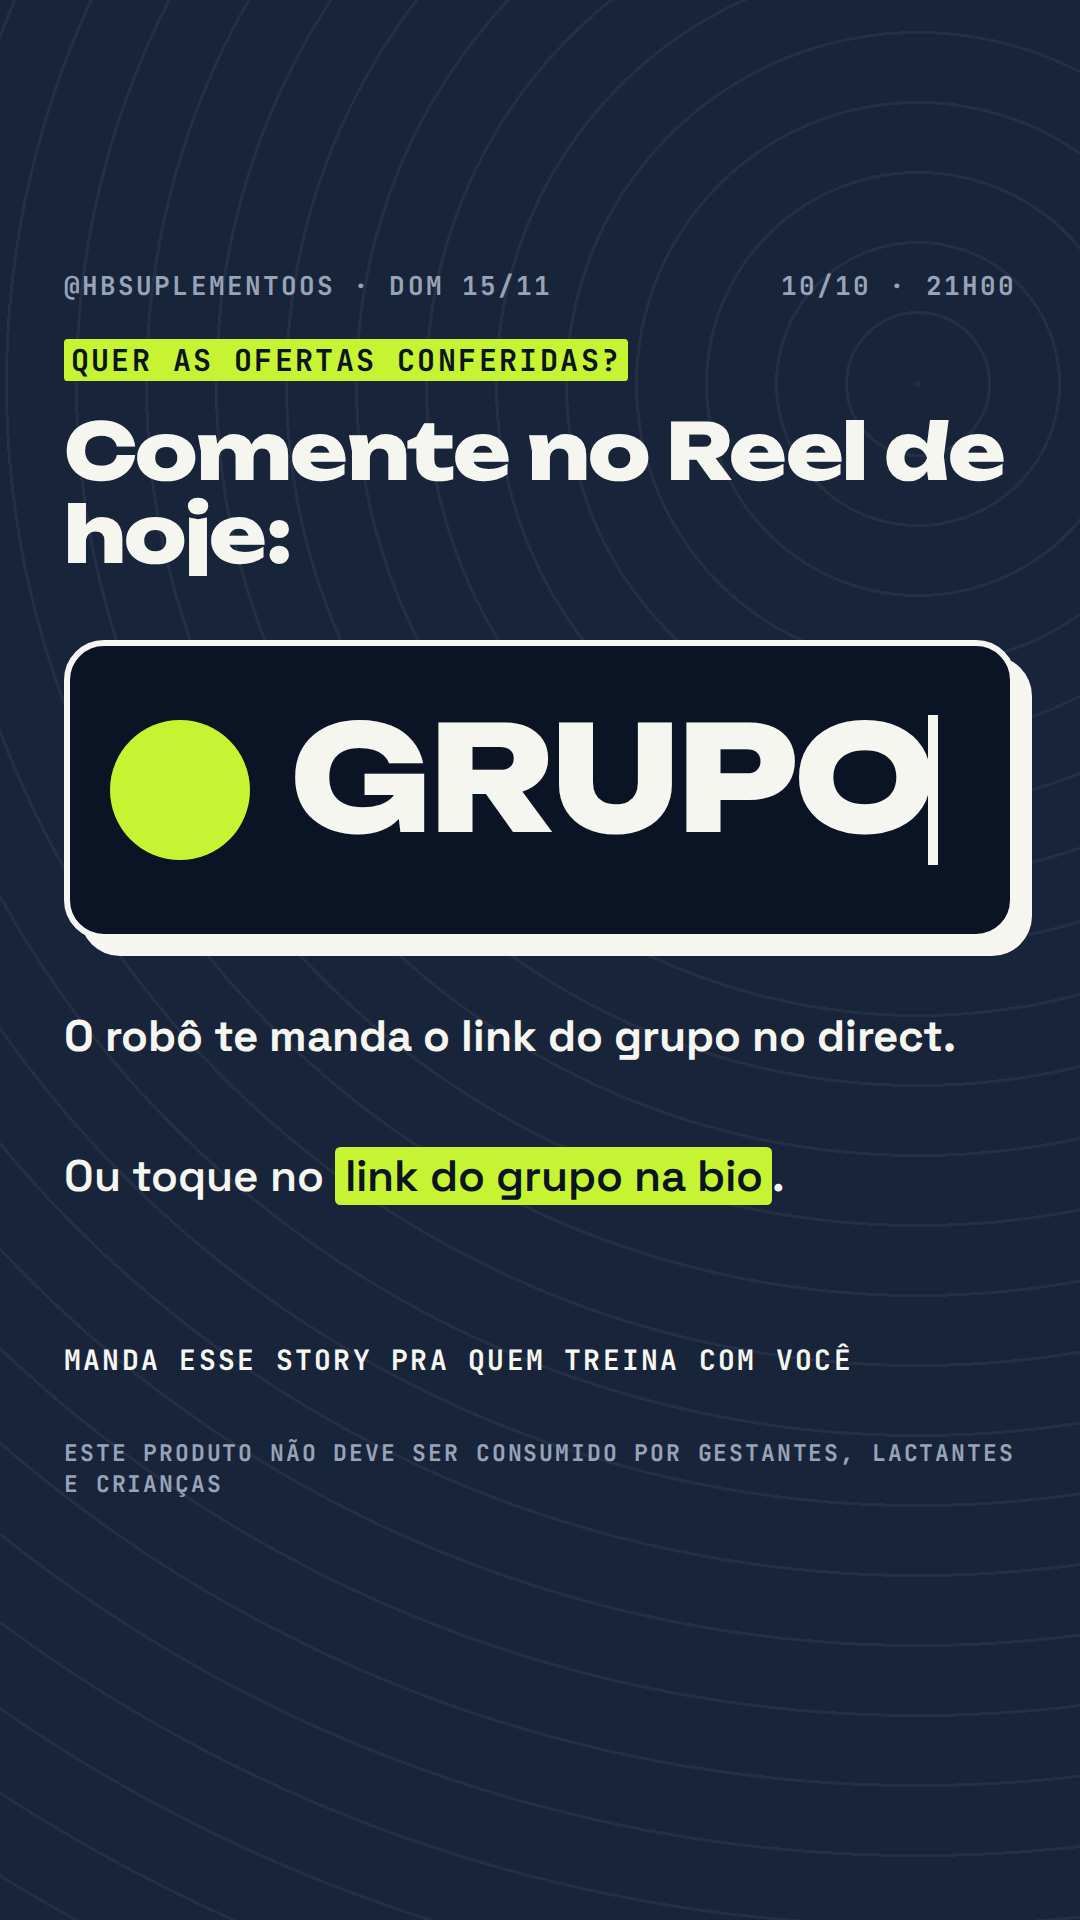 @HBSUPLEMENTOOS · DOM 15/11 10/10 · 21H00
QUER AS OFERTAS CONFERIDAS?
Comente no Reel de
hoje:
GRUPO
O robô te manda o link do grupo no direct.
Ou toque no link do grupo na bio.
MANDA ESSE STORY PRA QUEM TREINA COM VOCÊ
ESTE PRODUTO NÃO DEVE SER CONSUMIDO POR GESTANTES, LACTANTES
E CRIANÇAS